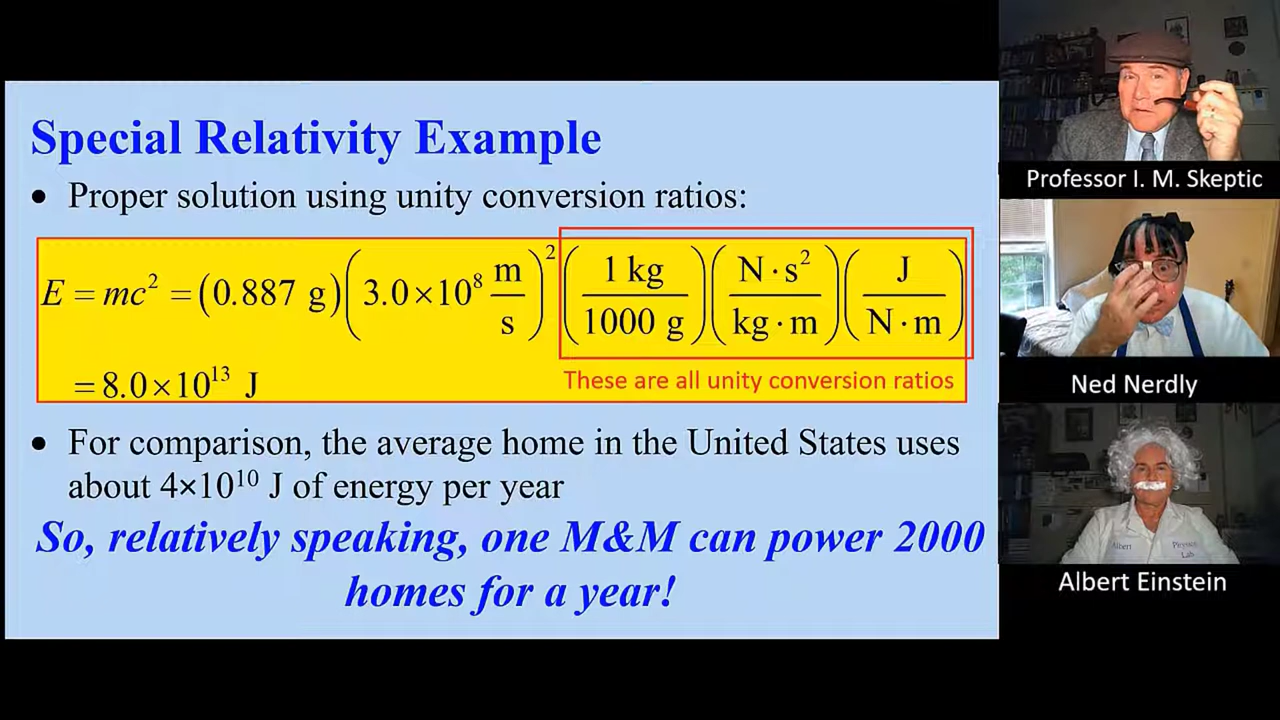 Special Relativity Example
• Proper solution using unity conversion ratios:
E = mc² = (0.887 g)(3.0×10⁸ m/s)² (1 kg/1000 g)(N·s²/kg·m)(J/N·m)
= 8.0×10¹³ J
These are all unity conversion ratios
• For comparison, the average home in the United States uses
about 4×10¹⁰ J of energy per year
So, relatively speaking, one M&M can power 2000
homes for a year!
Professor I. M. Skeptic
Ned Nerdly
Albert
Lab
Albert Einstein